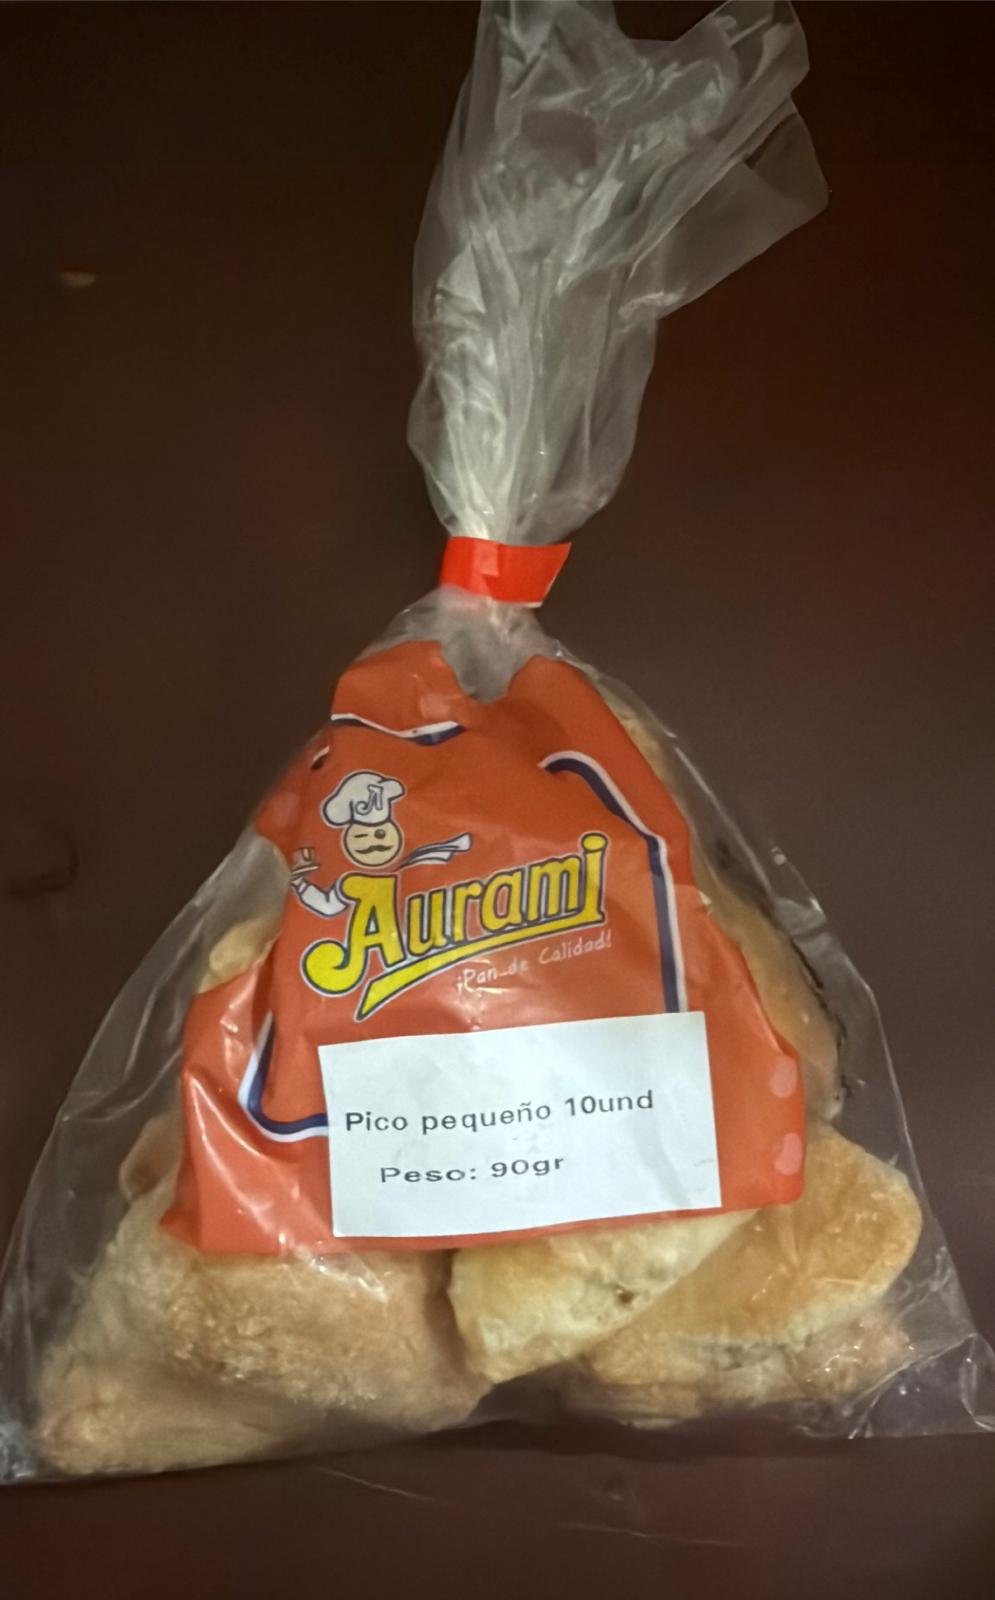 Aurami
¡Pan de Calidad!
Pico pequeño 10und
Peso: 90gr